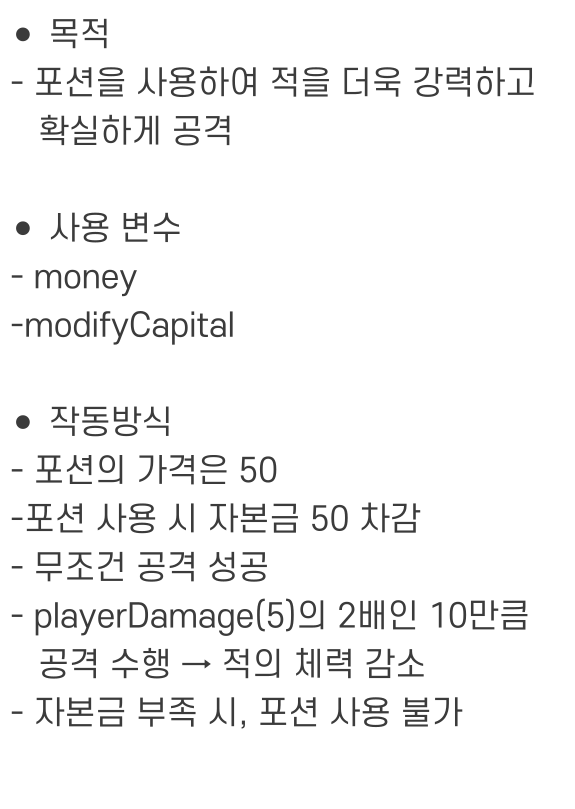 ● 목적
- 포션을 사용하여 적을 더욱 강력하고
확실하게 공격
● 사용 변수
- money
-modifyCapital
● 작동방식
- 포션의 가격은 50
-포션 사용 시 자본금 50 차감
- 무조건 공격 성공
- playerDamage(5)의 2배인 10만큼
공격 수행 → 적의 체력 감소
- 자본금 부족 시, 포션 사용 불가